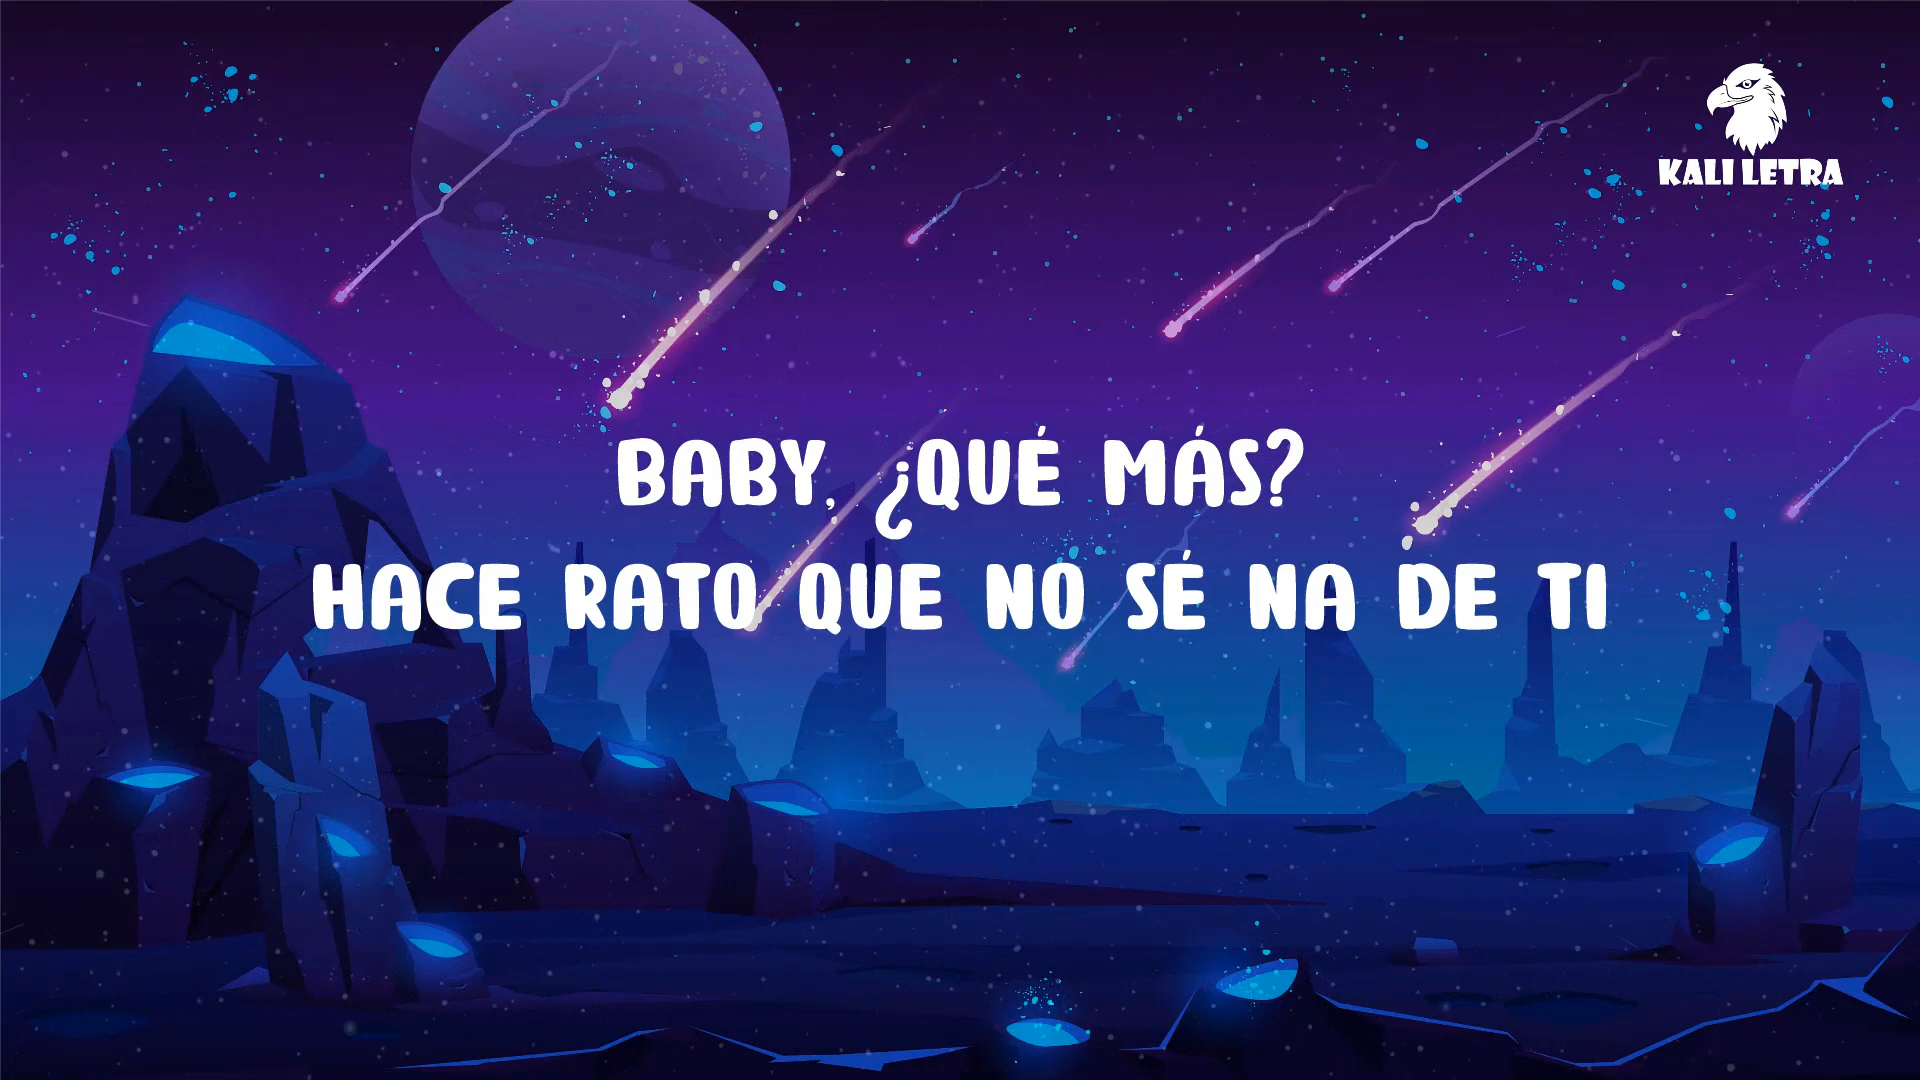 KALI LETRA
BABY, ¿QUÉ MÁS?
HACE RATO QUE NO SÉ NA DE TI